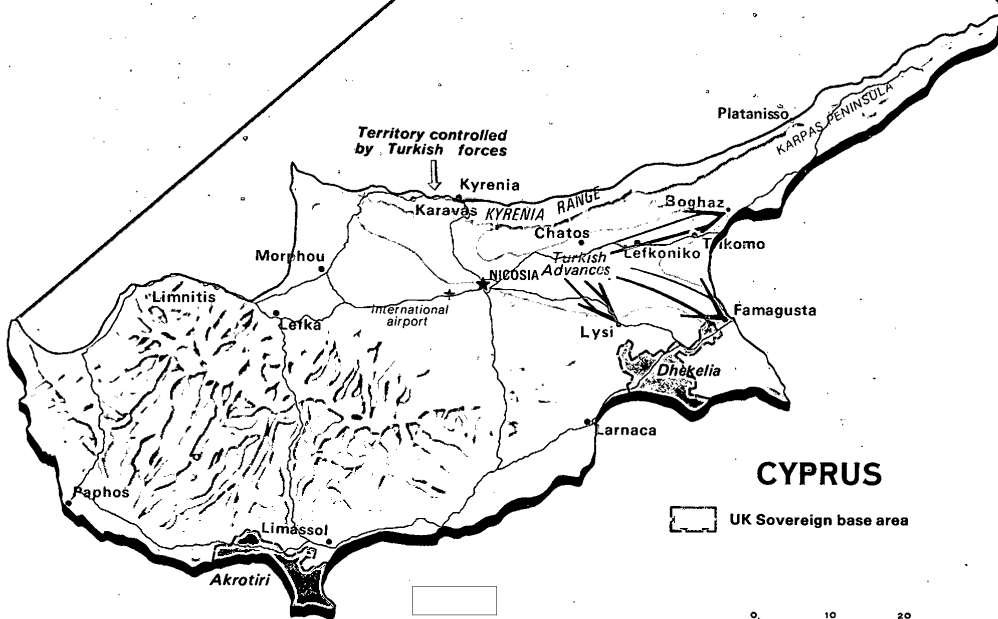 Platanisso
KARPAS PENINSULA
Territory controlled
by Turkish forces
Kyrenia
Karavas
KYRENIA RANGE
Boghaz
Chatos
Trikomo
Lefkoniko
Morphou
Turkish
Advances
NICOSIA
Limnitis
International
airport
Famagusta
Lefka
Lysi
Dhekelia
Larnaca
CYPRUS
Paphos
UK Sovereign base area
Limassol
Akrotiri
0 10 20